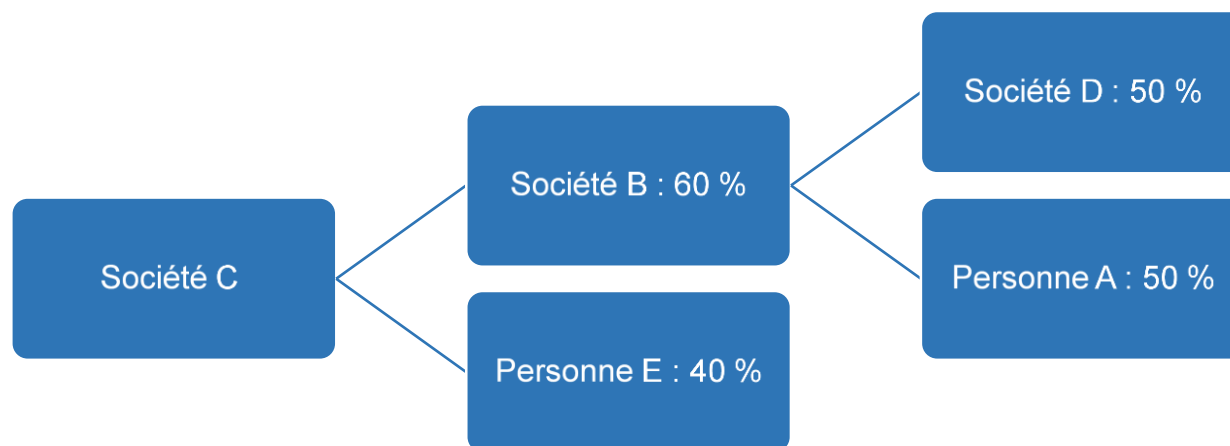 Société C
Société B : 60 %
Personne E : 40 %
Société D : 50 %
Personne A : 50 %